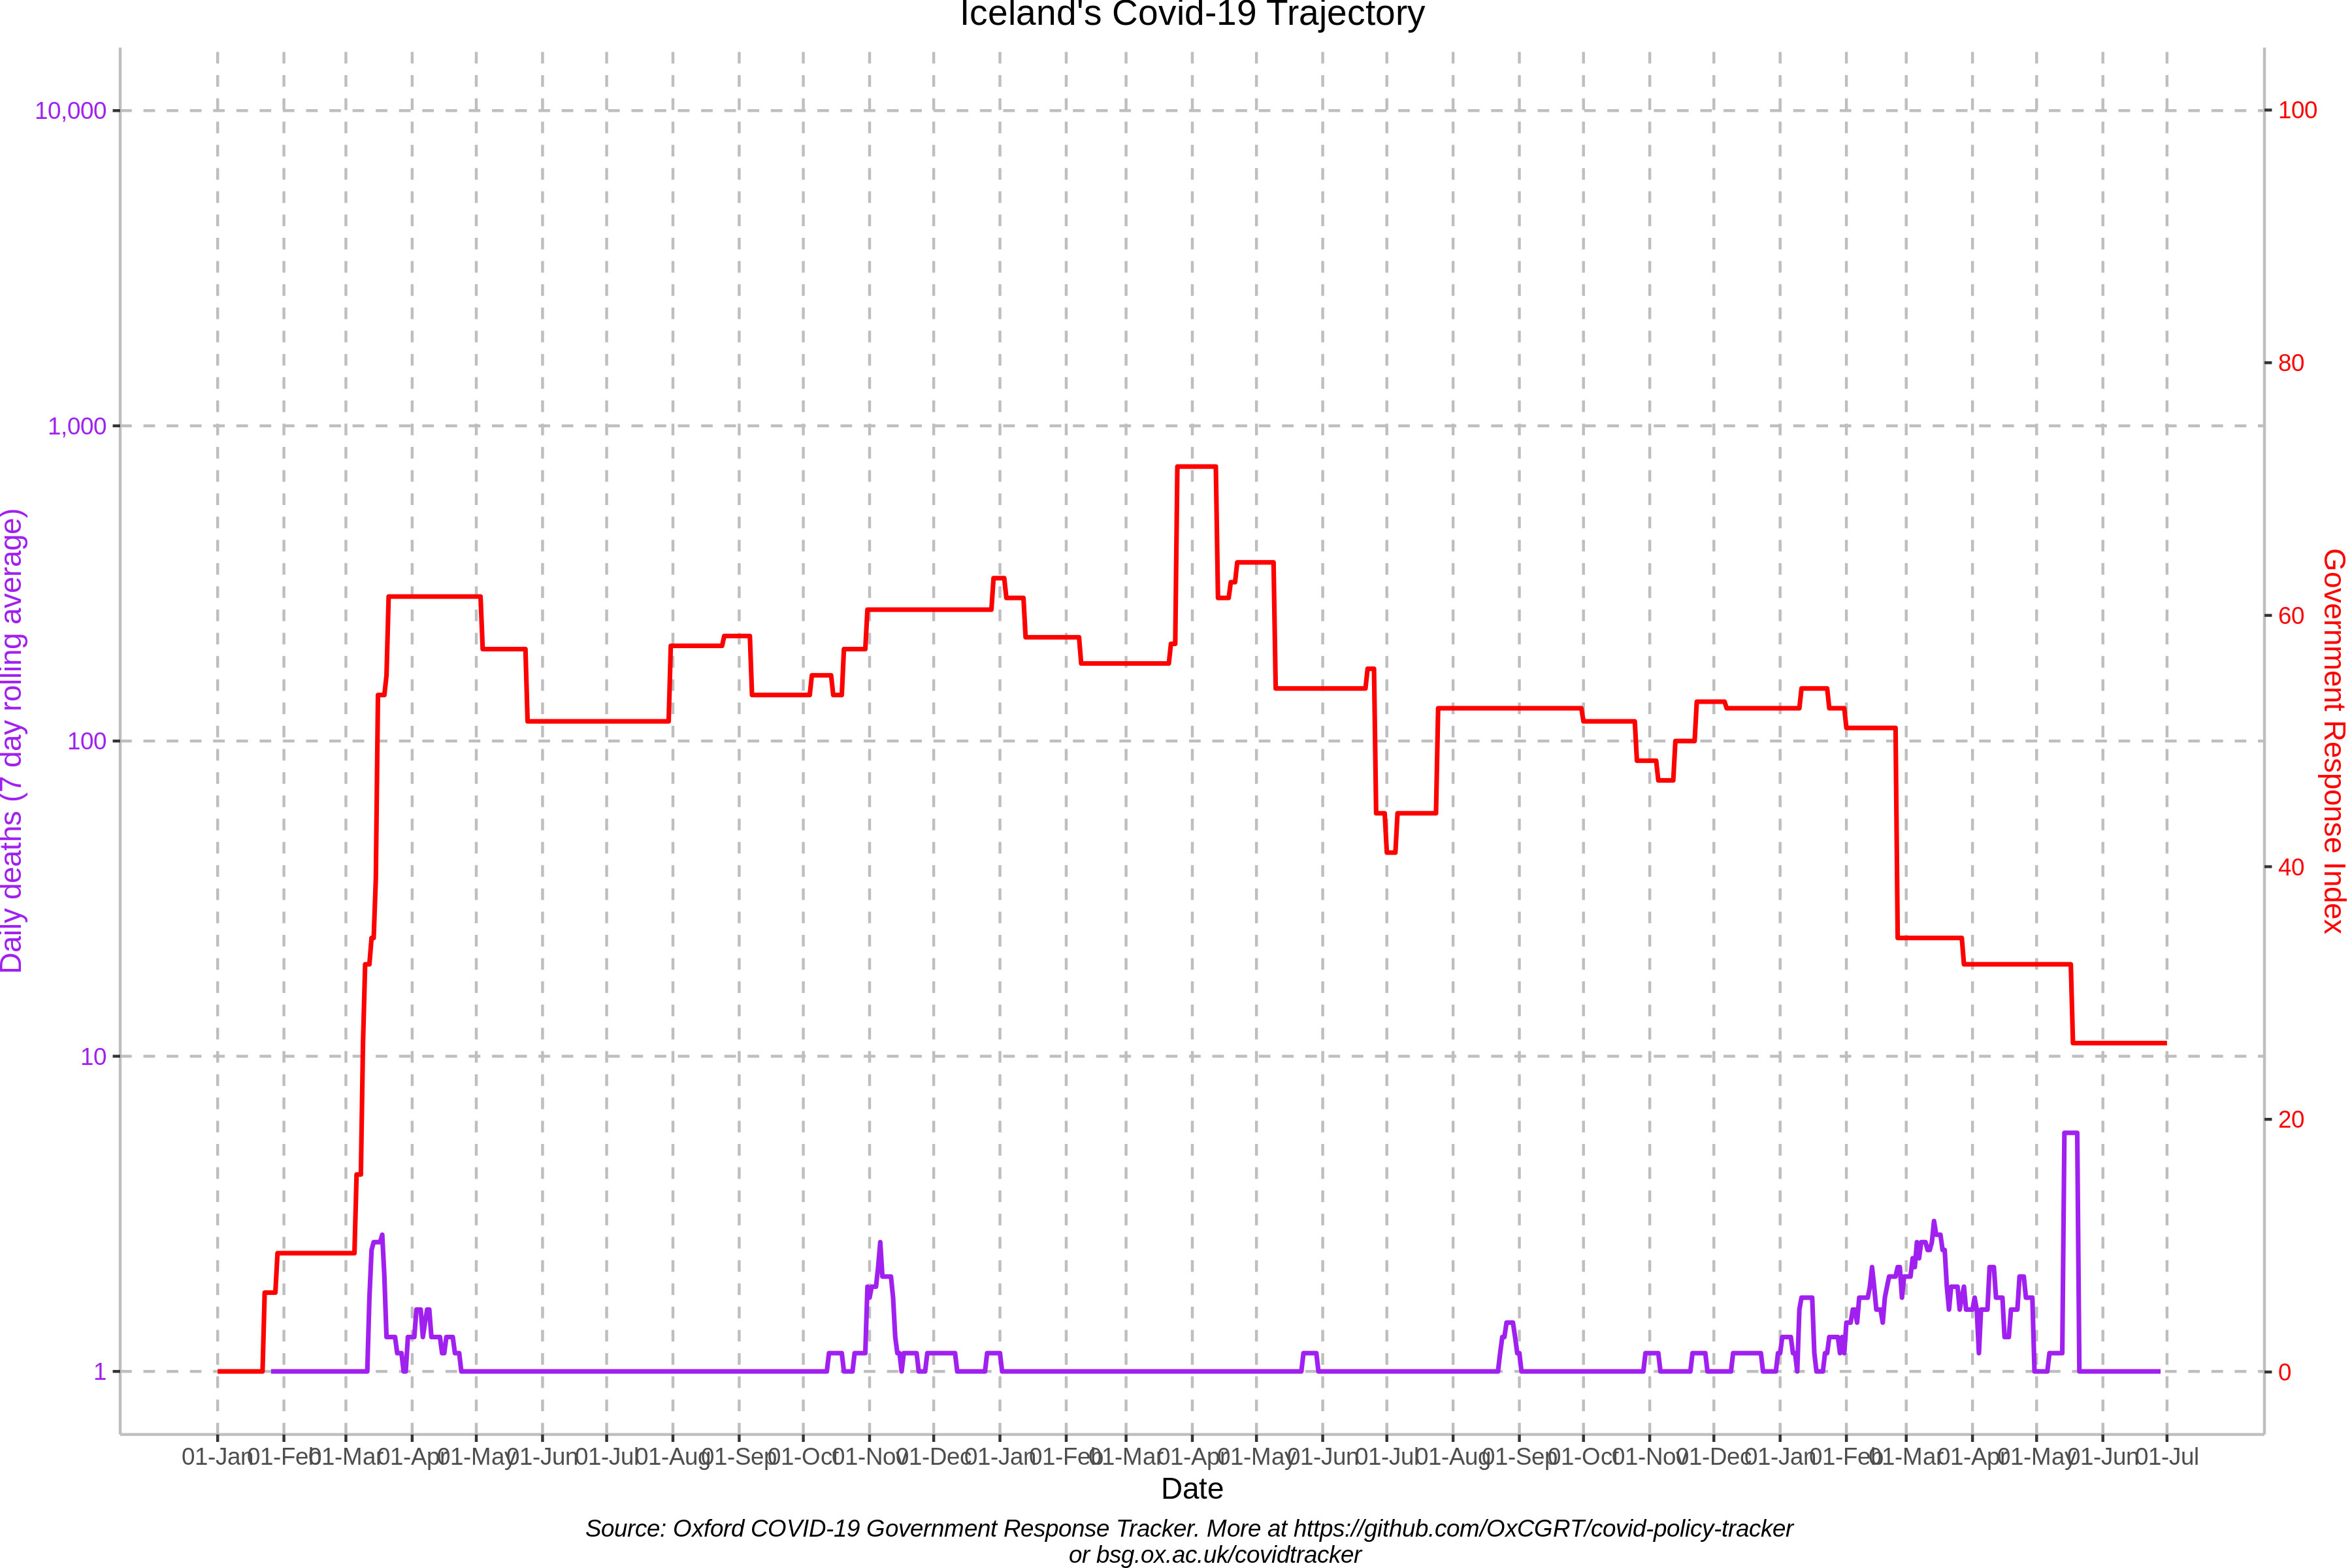 Iceland's Covid-19 Trajectory
10,000
1,000
100
10
1
Daily deaths (7 day rolling average)
100
80
60
40
20
0
Government Response Index
01-Jan 01-Feb 01-Mar 01-Apr 01-May 01-Jun 01-Jul 01-Aug 01-Sep 01-Oct 01-Nov 01-Dec 01-Jan 01-Feb 01-Mar 01-Apr 01-May 01-Jun 01-Jul 01-Aug 01-Sep 01-Oct 01-Nov 01-Dec 01-Jan 01-Feb 01-Mar 01-Apr 01-May 01-Jun 01-Jul
Date
Source: Oxford COVID-19 Government Response Tracker. More at https://github.com/OxCGRT/covid-policy-tracker
or bsg.ox.ac.uk/covidtracker